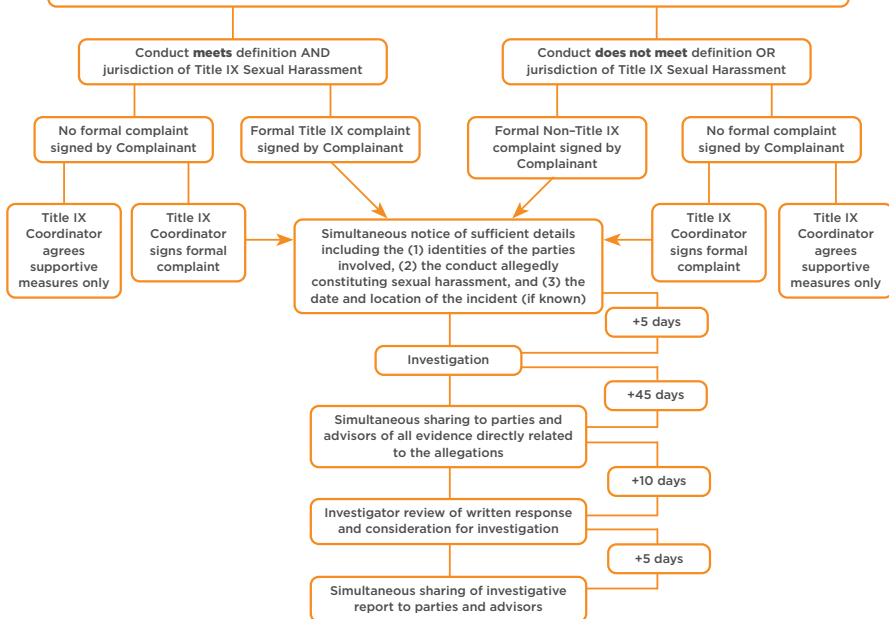 Conduct meets definition AND
jurisdiction of Title IX Sexual Harassment
Conduct does not meet definition OR
jurisdiction of Title IX Sexual Harassment
No formal complaint
signed by Complainant
Formal Title IX complaint
signed by Complainant
Formal Non–Title IX
complaint signed by
Complainant
No formal complaint
signed by Complainant
Title IX
Coordinator
agrees
supportive
measures only
Title IX
Coordinator
signs formal
complaint
Simultaneous notice of sufficient details
including the (1) identities of the parties
involved, (2) the conduct allegedly
constituting sexual harassment, and (3) the
date and location of the incident (if known)
Title IX
Coordinator
signs formal
complaint
Title IX
Coordinator
agrees
supportive
measures only
+5 days
Investigation
+45 days
Simultaneous sharing to parties and
advisors of all evidence directly related
to the allegations
+10 days
Investigator review of written response
and consideration for investigation
+5 days
Simultaneous sharing of investigative
report to parties and advisors